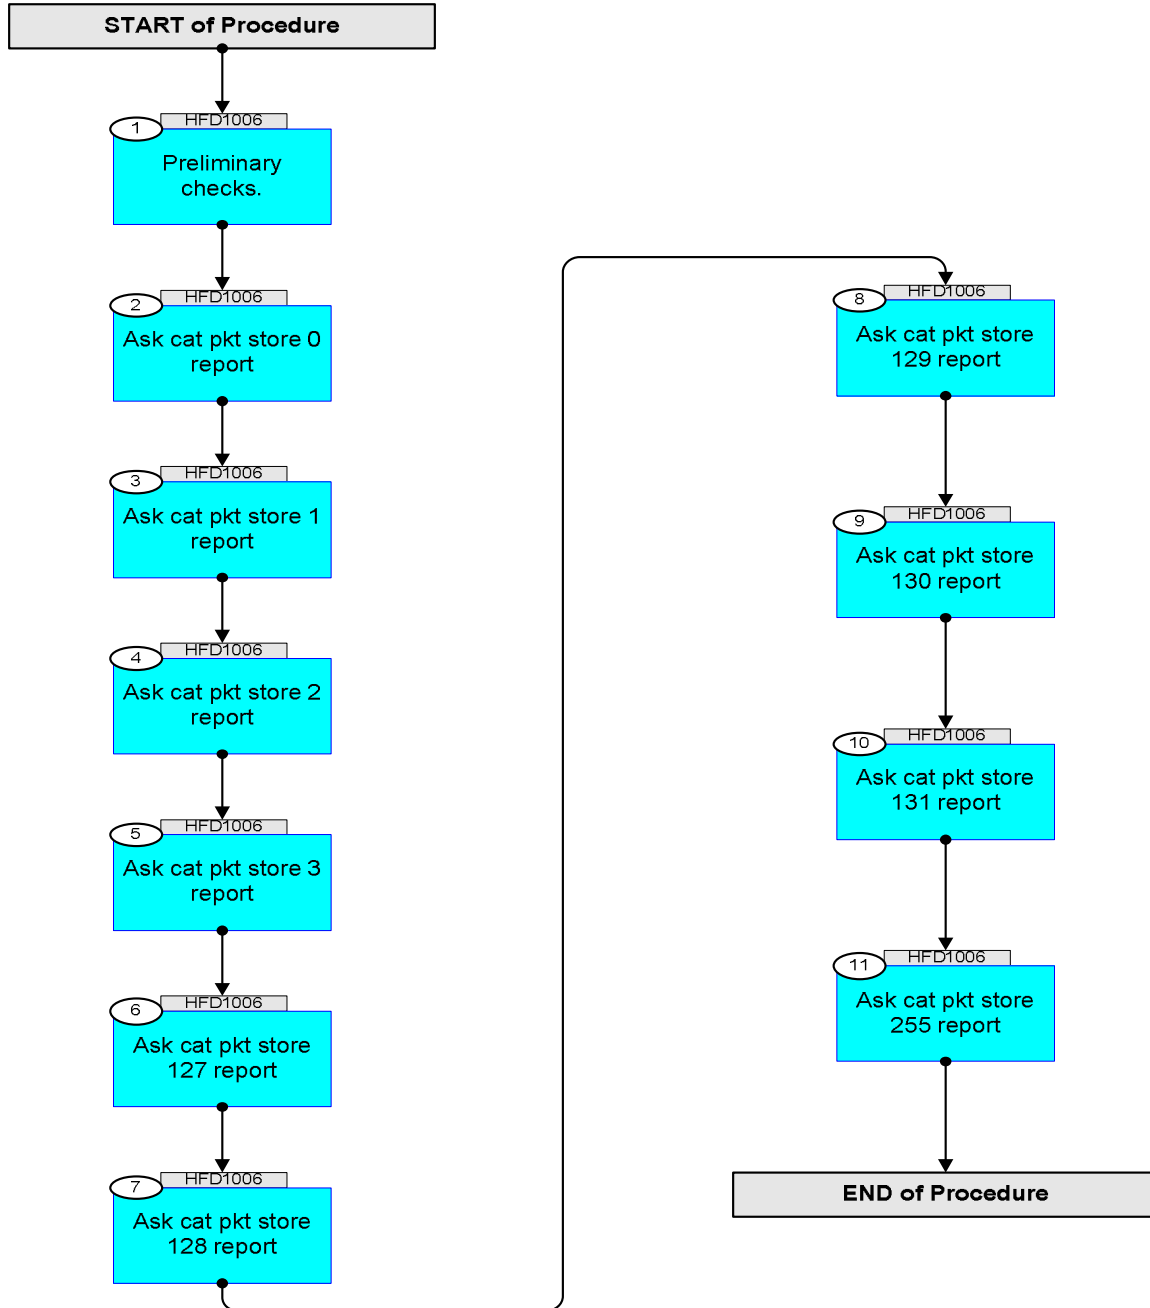 START of Procedure
HFD1006
1
Preliminary
checks.
HFD1006
2
Ask cat pkt store 0
report
HFD1006
3
Ask cat pkt store 1
report
HFD1006
4
Ask cat pkt store 2
report
HFD1006
5
Ask cat pkt store 3
report
HFD1006
6
Ask cat pkt store
127 report
HFD1006
7
Ask cat pkt store
128 report
HFD1006
8
Ask cat pkt store
129 report
HFD1006
9
Ask cat pkt store
130 report
HFD1006
10
Ask cat pkt store
131 report
HFD1006
11
Ask cat pkt store
255 report
END of Procedure